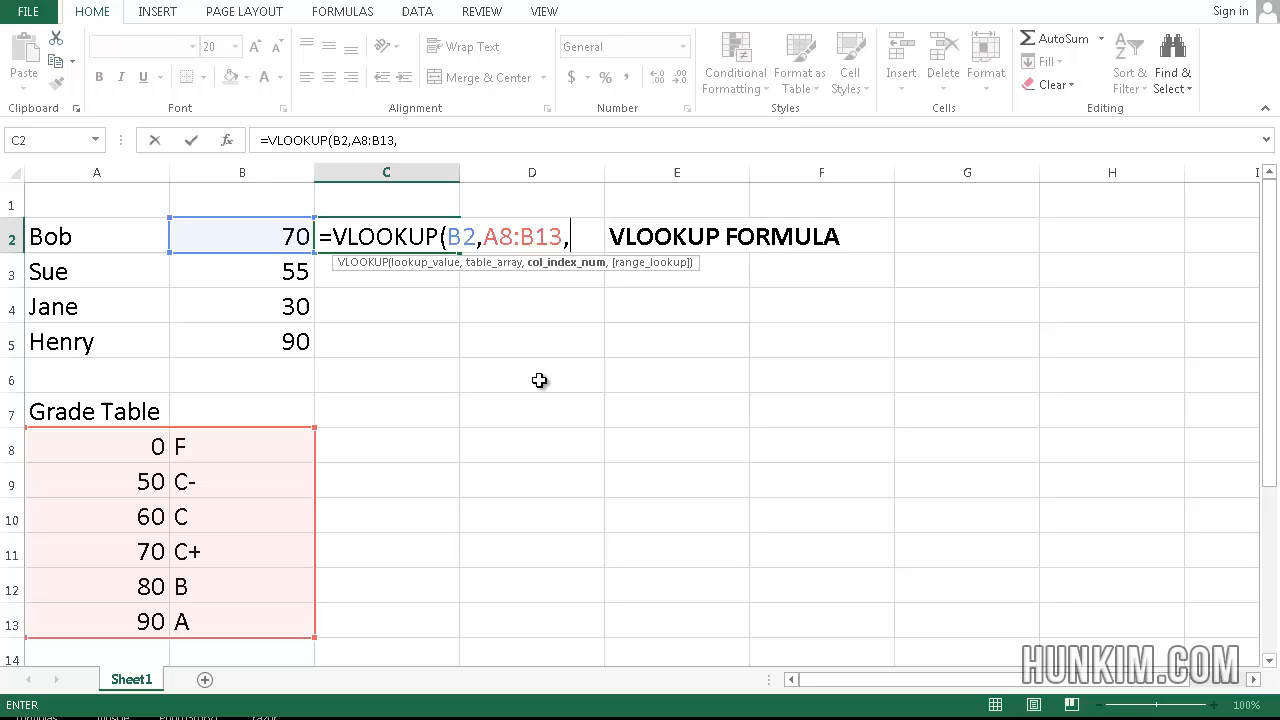 FILE HOME INSERT PAGE LAYOUT FORMULAS DATA REVIEW VIEW Sign in
Paste
20
Wrap Text
Merge & Center
General
Conditional Formatting
Format Table
Cell Styles
Insert Delete Format
AutoSum
Fill
Clear
Sort & Filter
Find & Select
Clipboard Font Alignment Number Styles Cells Editing
C2 =VLOOKUP(B2,A8:B13,
A B C D E F G H I
1
2 Bob 70 =VLOOKUP(B2,A8:B13, VLOOKUP FORMULA
VLOOKUP(lookup_value, table_array, col_index_num, [range_lookup])
3 Sue 55
4 Jane 30
5 Henry 90
6
7 Grade Table
8 0 F
9 50 C-
10 60 C
11 70 C+
12 80 B
13 90 A
14
HUNKIM.COM
Sheet1
ENTER 100%